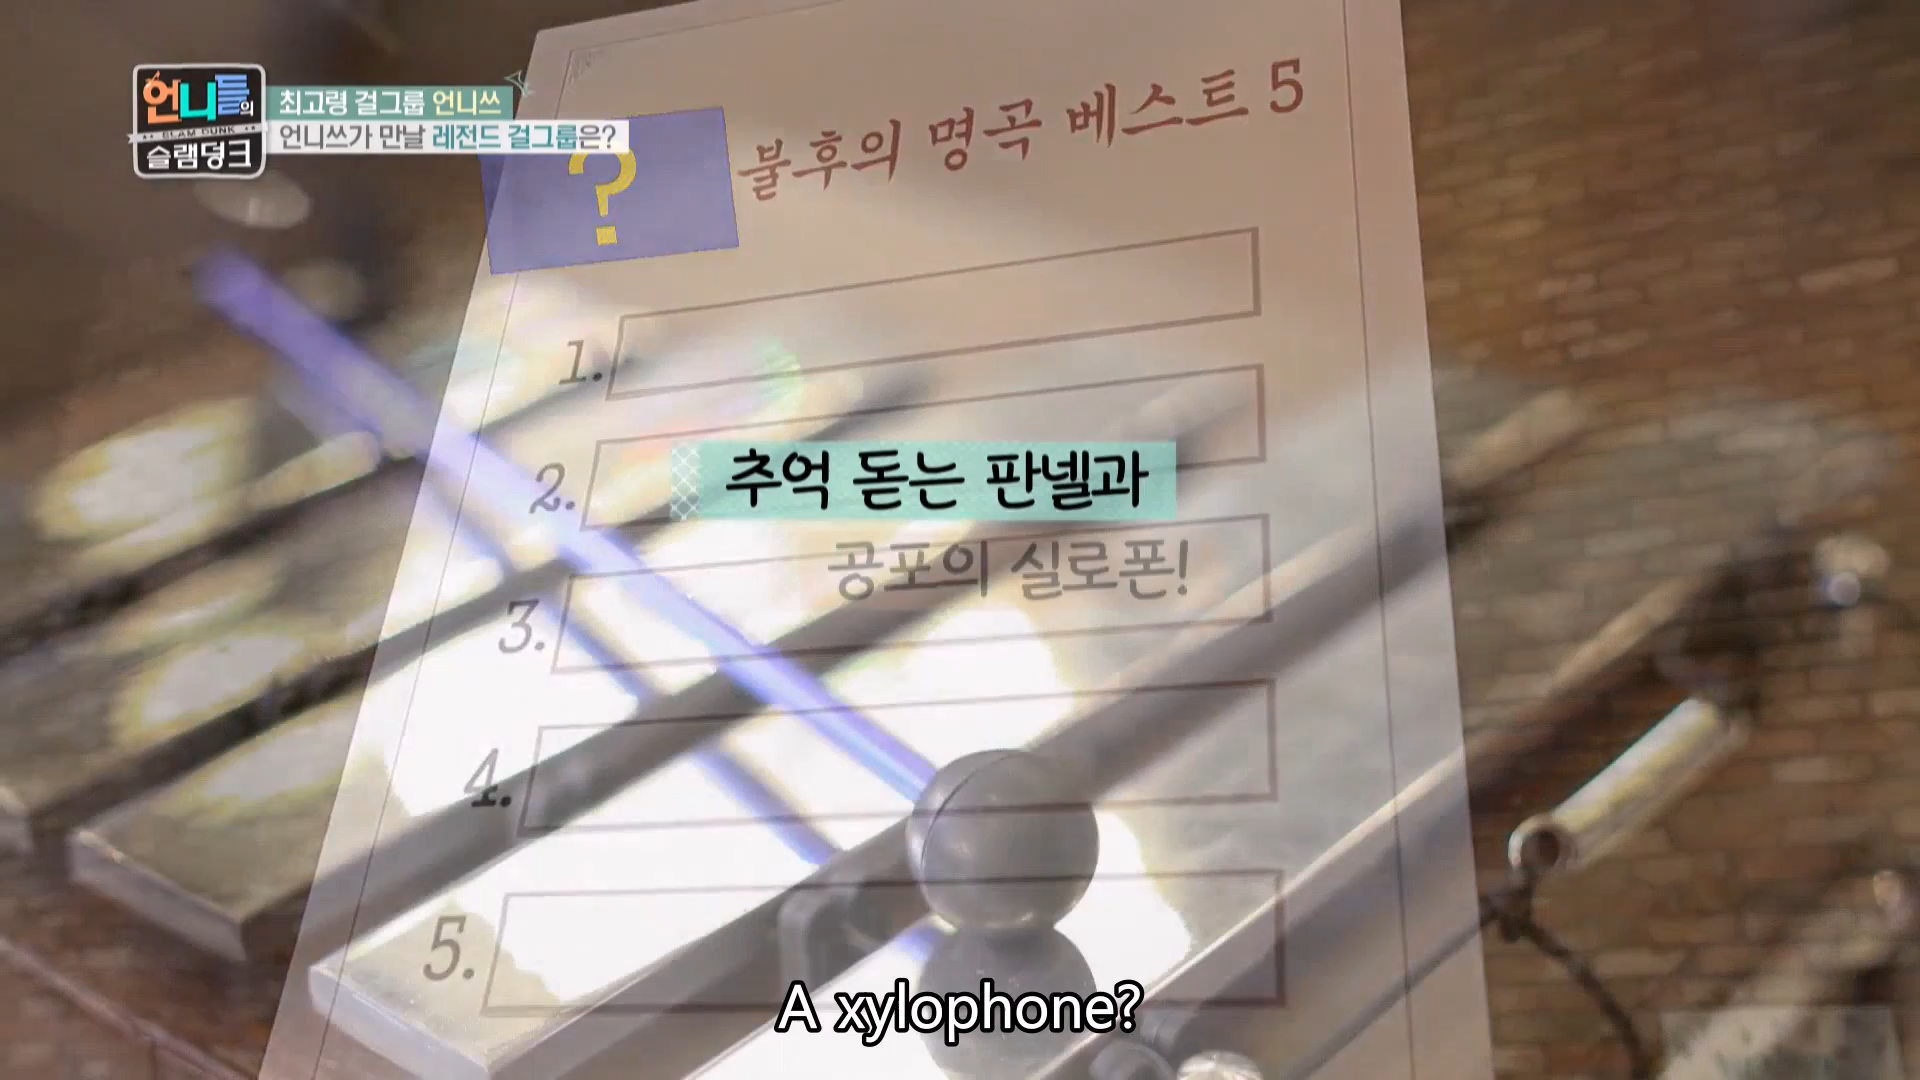 언니들의
SLAM DUNK
슬램덩크
최고령 걸그룹 언니쓰
언니쓰가 만날 레전드 걸그룹은?
? 불후의 명곡 베스트 5
1.
2.
추억 돋는 판넬과
공포의 실로폰!
3.
4.
5.
A xylophone?